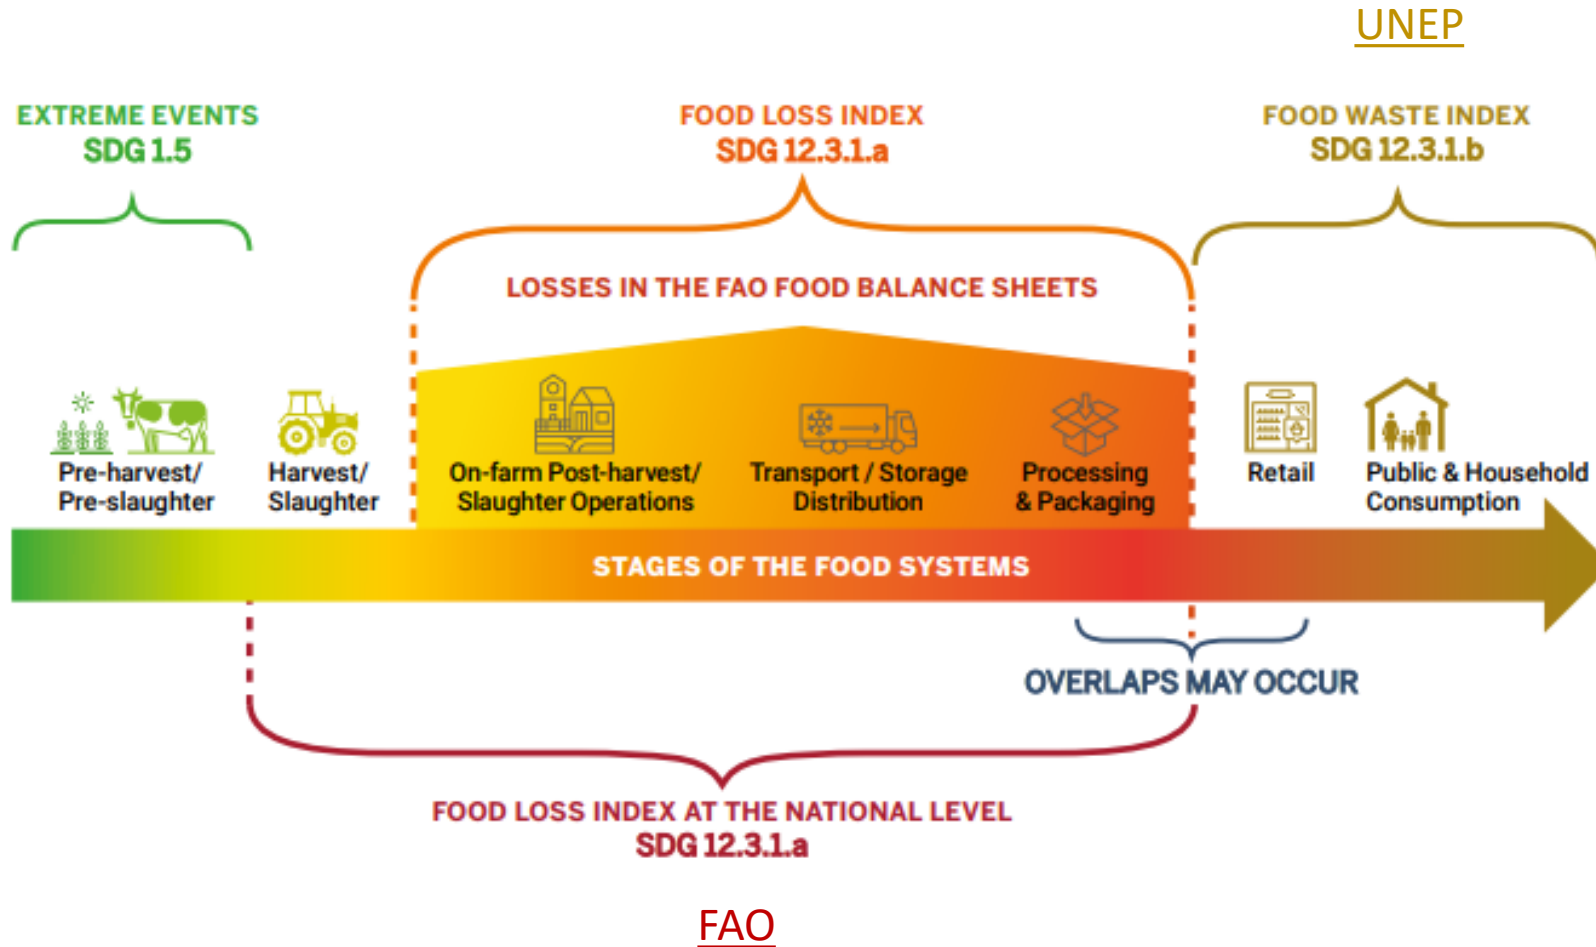 UNEP
EXTREME EVENTS
SDG 1.5
FOOD LOSS INDEX
SDG 12.3.1.a
FOOD WASTE INDEX
SDG 12.3.1.b
LOSSES IN THE FAO FOOD BALANCE SHEETS
Pre-harvest/
Pre-slaughter
Harvest/
Slaughter
On-farm Post-harvest/
Slaughter Operations
Transport / Storage
Distribution
Processing
& Packaging
Retail
Public & Household
Consumption
STAGES OF THE FOOD SYSTEMS
OVERLAPS MAY OCCUR
FOOD LOSS INDEX AT THE NATIONAL LEVEL
SDG 12.3.1.a
FAO